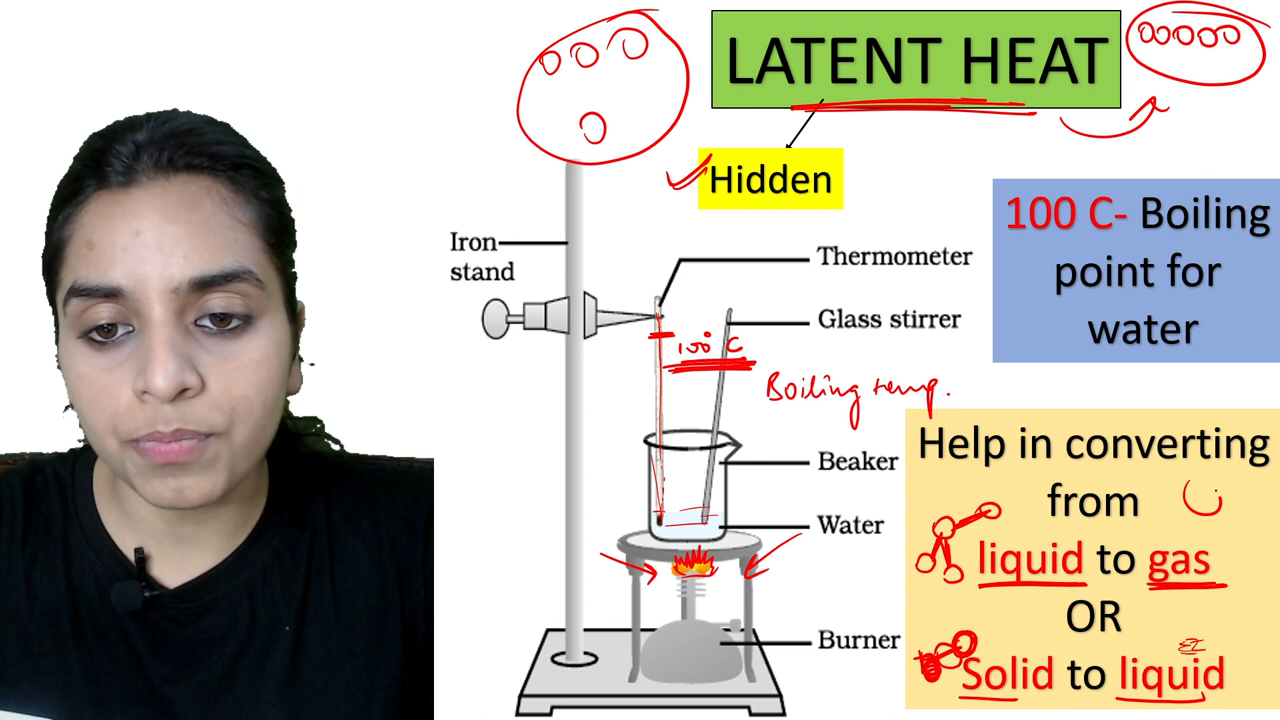 LATENT HEAT
Hidden
100 C- Boiling
point for
water
Iron
stand
Thermometer
Glass stirrer
100° C
Boiling temp.
Beaker
Water
Burner
Help in converting
from
liquid to gas
OR
Solid to liquid